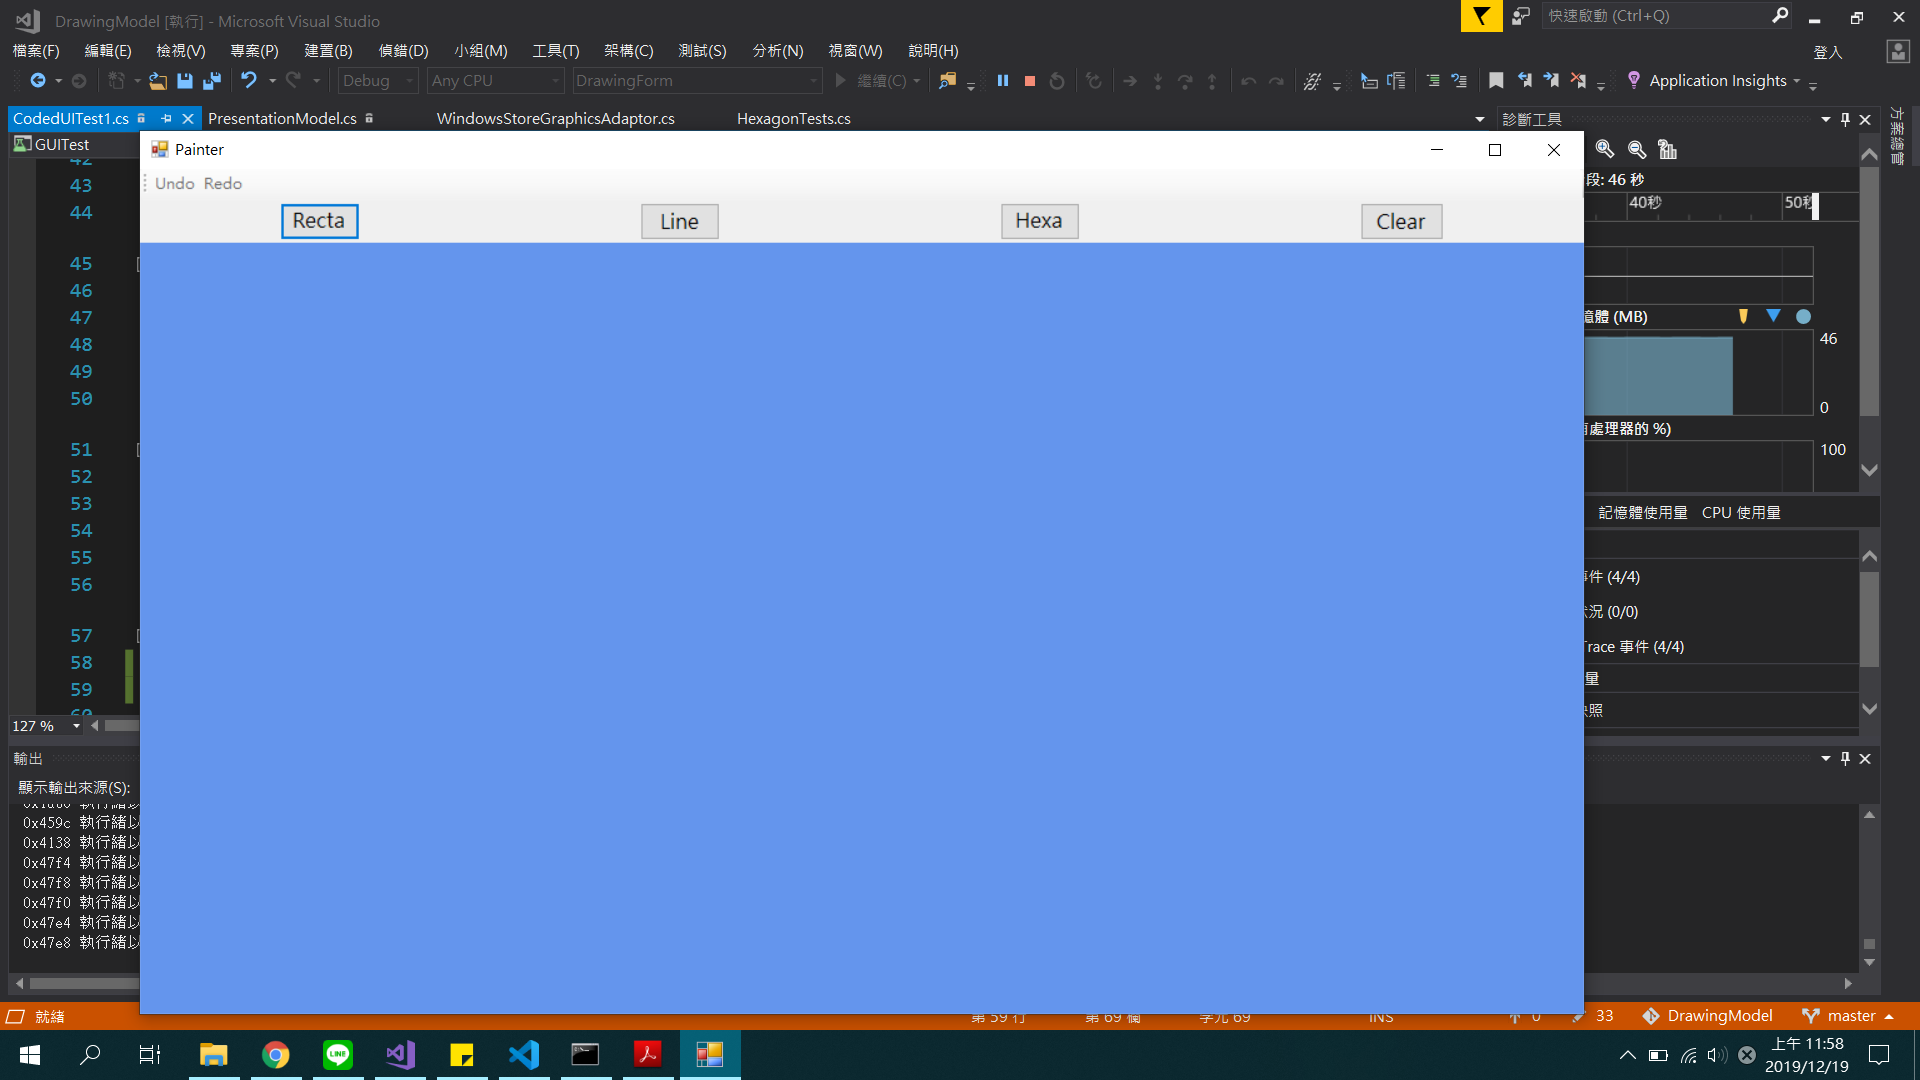 DrawingModel [執行] - Microsoft Visual Studio
快速啟動 (Ctrl+Q)
檔案(F) 編輯(E) 檢視(V) 專案(P) 建置(B) 偵錯(D) 小組(M) 工具(T) 架構(C) 測試(S) 分析(N) 視窗(W) 說明(H)
登入
Debug Any CPU DrawingForm 繼續(C) Application Insights
CodedUITest1.cs PresentationModel.cs WindowsStoreGraphicsAdaptor.cs HexagonTests.cs
診斷工具
方案總管
GUITest
Painter
Undo Redo
Recta Line Hexa Clear
段: 46 秒
40秒 50秒
憶體 (MB)
46
0
處理器的 %)
100
記憶體使用量 CPU 使用量
事件 (4/4)
狀況 (0/0)
Trace 事件 (4/4)
量
快照
42
43
44
45
46
47
48
49
50
51
52
53
54
55
56
57
58
59
60
127 %
輸出
顯示輸出來源(S):
0x459c 執行緒以
0x4138 執行緒以
0x47f4 執行緒以
0x47f8 執行緒以
0x47f0 執行緒以
0x47e4 執行緒以
0x47e8 執行緒以
就緒 第 59 行 第 69 欄 字元 69 INS 0 33 DrawingModel master
LINE
上午 11:58
2019/12/19